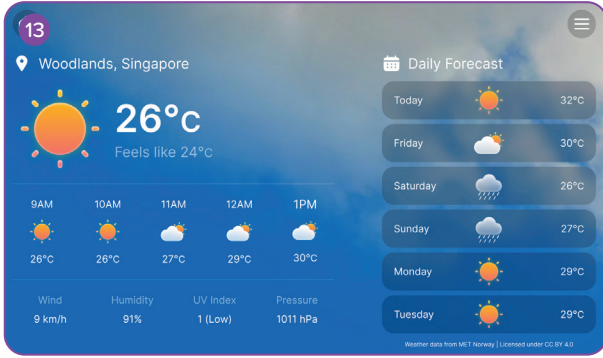 13
Woodlands, Singapore
26°C
Feels like 24°C
9AM 10AM 11AM 12AM 1PM
26°C 26°C 27°C 29°C 30°C
Wind Humidity UV Index Pressure
9 km/h 91% 1 (Low) 1011 hPa
Daily Forecast
Today 32°C
Friday 30°C
Saturday 26°C
Sunday 27°C
Monday 29°C
Tuesday 29°C
Weather data from MET Norway | Licensed under CC BY 4.0